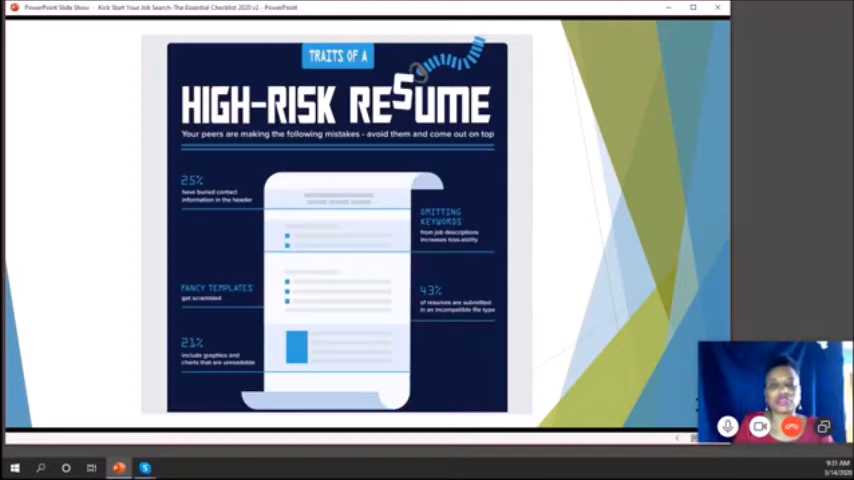 PowerPoint Slide Show - Kick Start Your Job Search-The Essential Checklist 2020 v2 - PowerPoint
TRAITS OF A
HIGH-RISK RESUME
Your peers are making the following mistakes - avoid them and come out on top
25%
have buried contact
information in the header
OMITTING
KEYWORDS
from job descriptions
increases toss-ability
FANCY TEMPLATES
get scrambled
43%
of resumes are submitted
in an incompatible file type
21%
include graphics and
charts that are unreadable
9:31 AM
3/14/2020